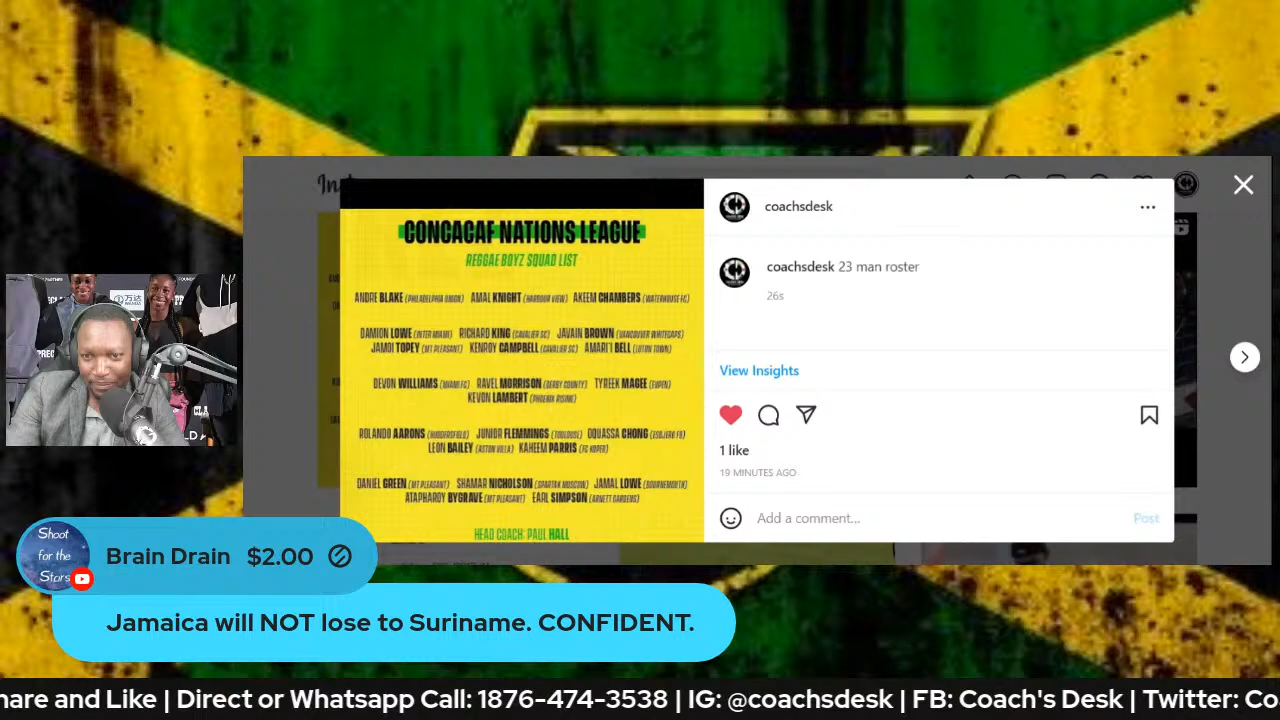 coachsdesk
CONCACAF NATIONS LEAGUE
REGGAE BOYZ SQUAD LIST
ANDRE BLAKE (PHILADELPHIA UNION) AMAL KNIGHT (HARBOUR VIEW) AKEEM CHAMBERS (WATERHOUSE FC)
DAMION LOWE (INTER MIAMI) RICHARD KING (CAVALIER SC) JAVAIN BROWN (VANCOUVER WHITECAPS)
JAMOI TOPEY (MT PLEASANT) KENROY CAMPBELL (CAVALIER SC) AMARI'I BELL (LUTON TOWN)
DEVON WILLIAMS (MIAMI FC) RAVEL MORRISON (DERBY COUNTY) TYREEK MAGEE (EUPEN)
KEVON LAMBERT (PHOENIX RISING)
ROLANDO AARONS (HUDDERSFIELD) JUNIOR FLEMMINGS (TOULOUSE) OQUASSA CHONG
LEON BAILEY (ASTON VILLA) KAHEEM PARRIS (FC KOPER)
DANIEL GREEN (MT PLEASANT) SHAMAR NICHOLSON (SPARTAK MOSCOW) JAMAL LOWE (BOURNEMOUTH)
ATAPHAROY BYGRAVE (MT PLEASANT) EARL SIMPSON (ARNETT GARDENS)
HEAD COACH: PAUL HALL
coachsdesk 23 man roster
26s
View Insights
1 like
19 MINUTES AGO
Add a comment...
Post
Shoot
for the
Stars
Brain Drain $2.00
Jamaica will NOT lose to Suriname. CONFIDENT.
hare and Like | Direct or Whatsapp Call: 1876-474-3538 | IG: @coachsdesk | FB: Coach's Desk | Twitter: Co